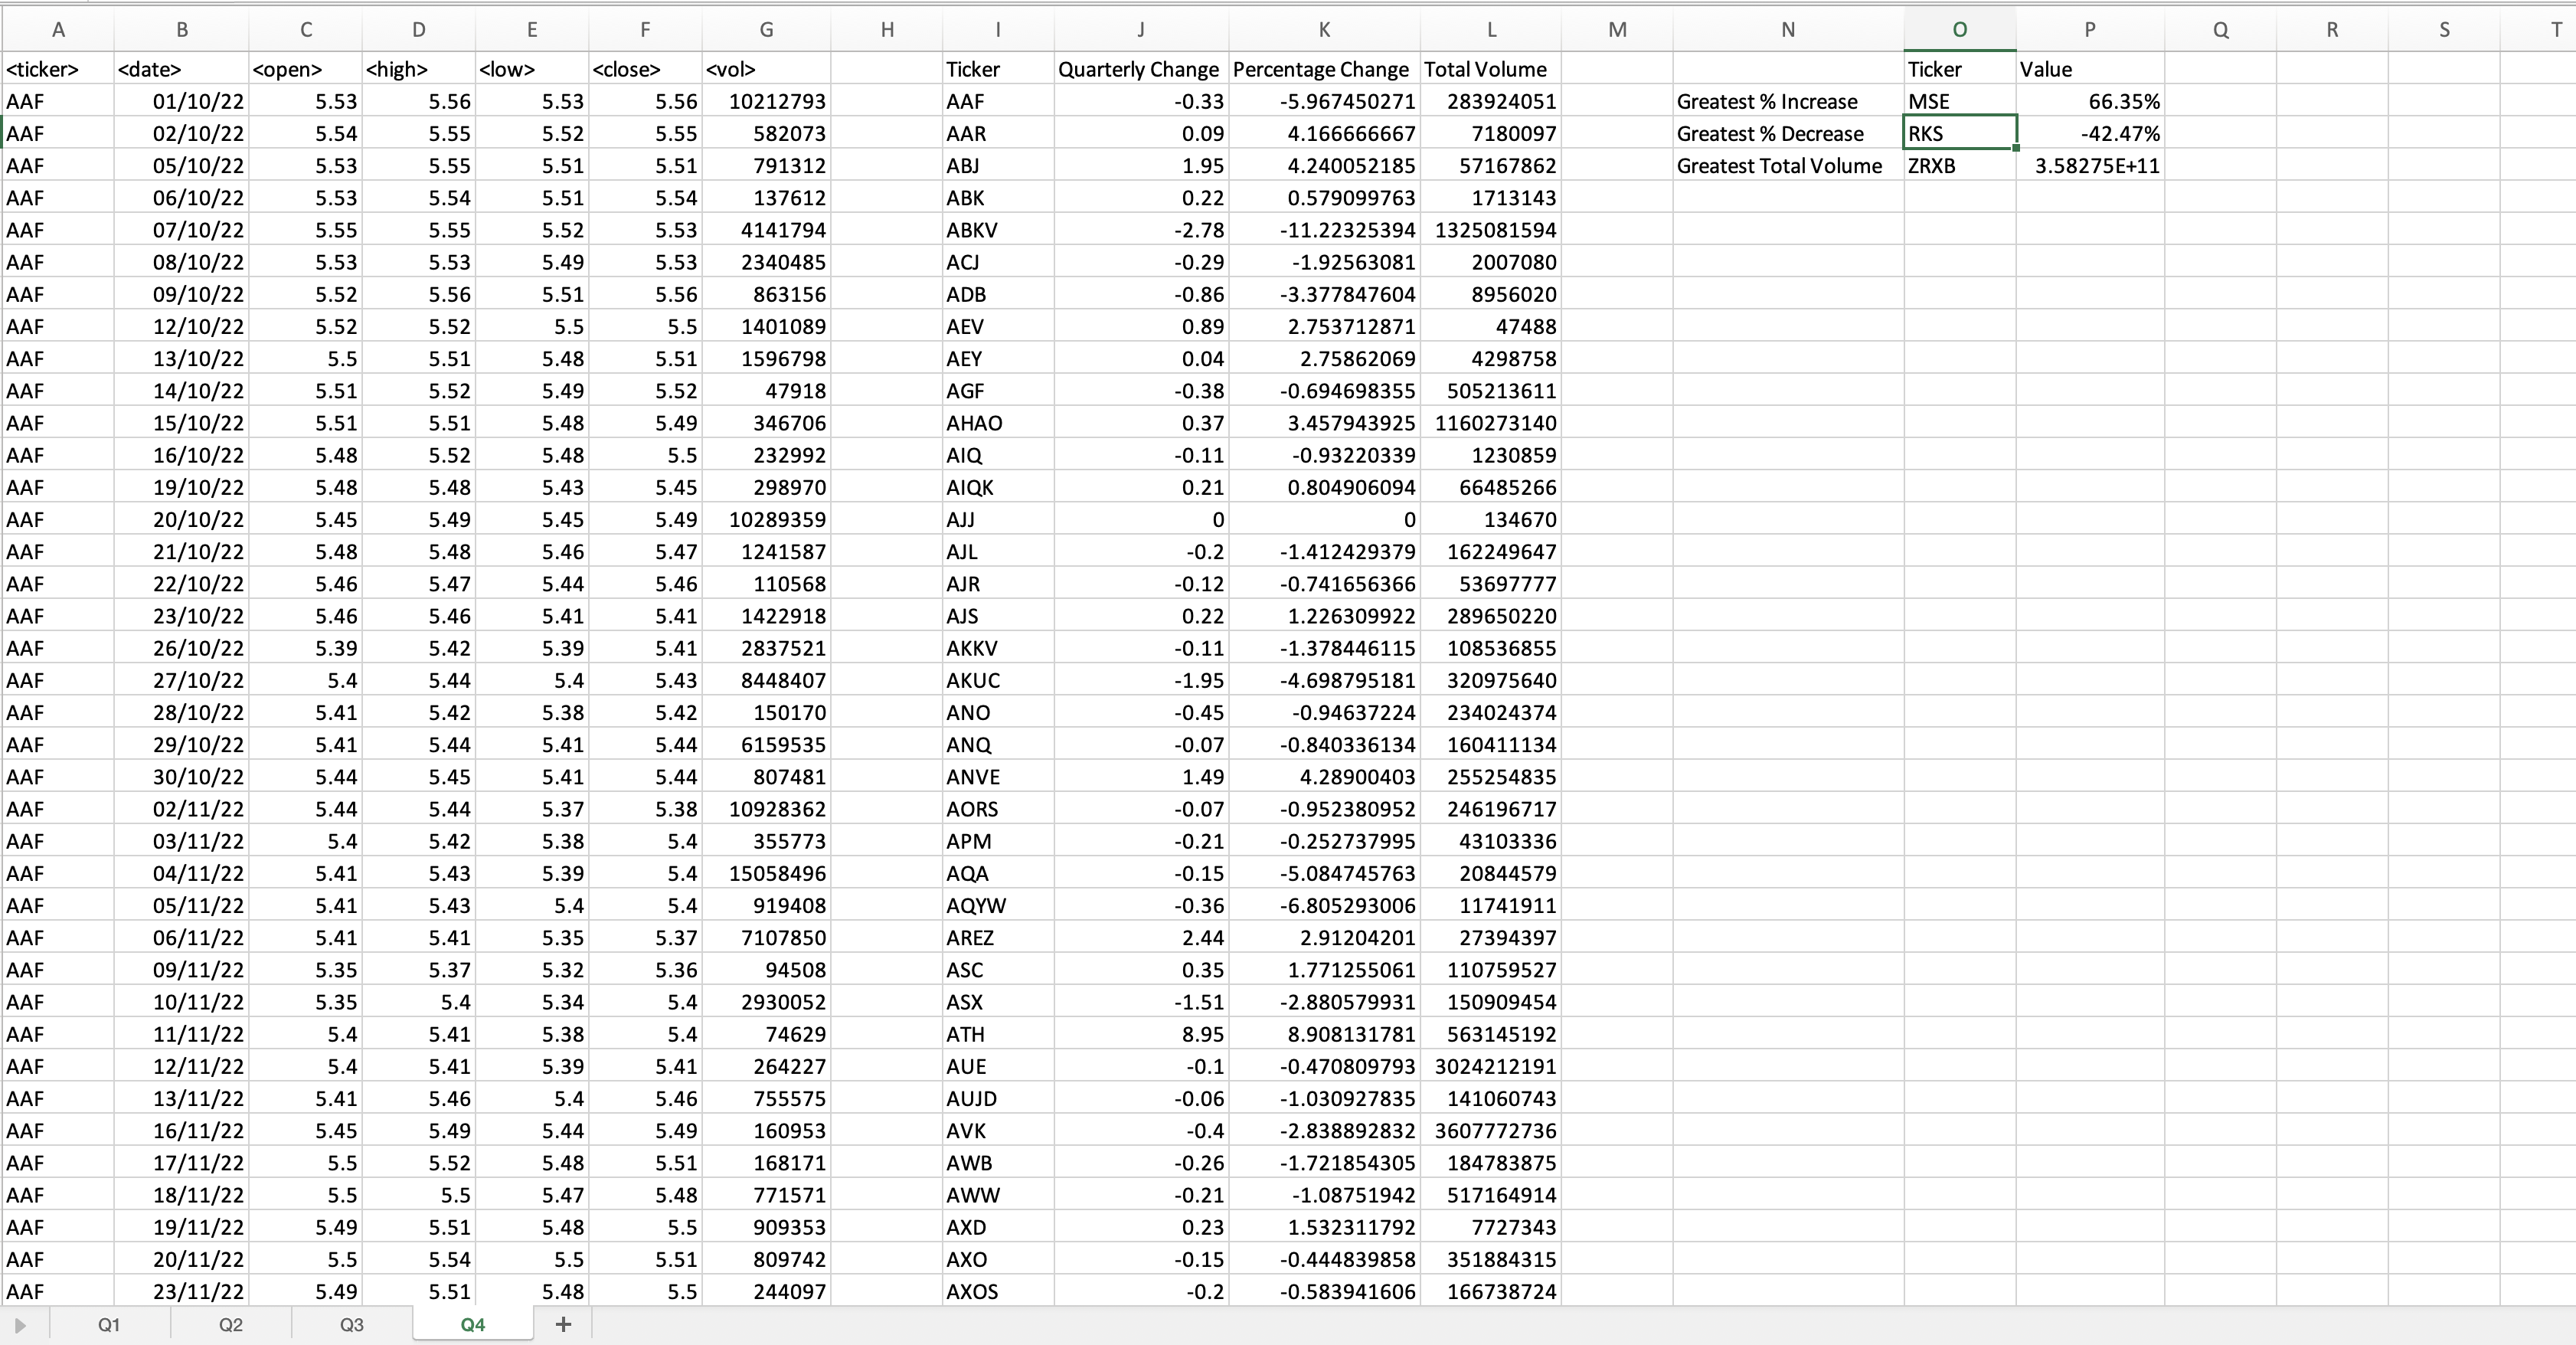 A B C D E F G H I J K L M N O P Q R S T
<ticker> <date> <open> <high> <low> <close> <vol> Ticker Quarterly Change Percentage Change Total Volume Ticker Value
AAF 01/10/22 5.53 5.56 5.53 5.56 10212793 AAF -0.33 -5.967450271 283924051 Greatest % Increase MSE 66.35%
AAF 02/10/22 5.54 5.55 5.52 5.55 582073 AAR 0.09 4.166666667 7180097 Greatest % Decrease RKS -42.47%
AAF 05/10/22 5.53 5.55 5.51 5.51 791312 ABJ 1.95 4.240052185 57167862 Greatest Total Volume ZRXB 3.58275E+11
AAF 06/10/22 5.53 5.54 5.51 5.54 137612 ABK 0.22 0.579099763 1713143
AAF 07/10/22 5.55 5.55 5.52 5.53 4141794 ABKV -2.78 -11.22325394 1325081594
AAF 08/10/22 5.53 5.53 5.49 5.53 2340485 ACJ -0.29 -1.92563081 2007080
AAF 09/10/22 5.52 5.56 5.51 5.56 863156 ADB -0.86 -3.377847604 8956020
AAF 12/10/22 5.52 5.52 5.5 5.5 1401089 AEV 0.89 2.753712871 47488
AAF 13/10/22 5.5 5.51 5.48 5.51 1596798 AEY 0.04 2.75862069 4298758
AAF 14/10/22 5.51 5.52 5.49 5.52 47918 AGF -0.38 -0.694698355 505213611
AAF 15/10/22 5.51 5.51 5.48 5.49 346706 AHAO 0.37 3.457943925 1160273140
AAF 16/10/22 5.48 5.52 5.48 5.5 232992 AIQ -0.11 -0.93220339 1230859
AAF 19/10/22 5.48 5.48 5.43 5.45 298970 AIQK 0.21 0.804906094 66485266
AAF 20/10/22 5.45 5.49 5.45 5.49 10289359 AJJ 0 0 134670
AAF 21/10/22 5.48 5.48 5.46 5.47 1241587 AJL -0.2 -1.412429379 162249647
AAF 22/10/22 5.46 5.47 5.44 5.46 110568 AJR -0.12 -0.741656366 53697777
AAF 23/10/22 5.46 5.46 5.41 5.41 1422918 AJS 0.22 1.226309922 289650220
AAF 26/10/22 5.39 5.42 5.39 5.41 2837521 AKKV -0.11 -1.378446115 108536855
AAF 27/10/22 5.4 5.44 5.4 5.43 8448407 AKUC -1.95 -4.698795181 320975640
AAF 28/10/22 5.41 5.42 5.38 5.42 150170 ANO -0.45 -0.94637224 234024374
AAF 29/10/22 5.41 5.44 5.41 5.44 6159535 ANQ -0.07 -0.840336134 160411134
AAF 30/10/22 5.44 5.45 5.41 5.44 807481 ANVE 1.49 4.28900403 255254835
AAF 02/11/22 5.44 5.44 5.37 5.38 10928362 AORS -0.07 -0.952380952 246196717
AAF 03/11/22 5.4 5.42 5.38 5.4 355773 APM -0.21 -0.252737995 43103336
AAF 04/11/22 5.41 5.43 5.39 5.4 15058496 AQA -0.15 -5.084745763 20844579
AAF 05/11/22 5.41 5.43 5.4 5.4 919408 AQYW -0.36 -6.805293006 11741911
AAF 06/11/22 5.41 5.41 5.35 5.37 7107850 AREZ 2.44 2.91204201 27394397
AAF 09/11/22 5.35 5.37 5.32 5.36 94508 ASC 0.35 1.771255061 110759527
AAF 10/11/22 5.35 5.4 5.34 5.4 2930052 ASX -1.51 -2.880579931 150909454
AAF 11/11/22 5.4 5.41 5.38 5.4 74629 ATH 8.95 8.908131781 563145192
AAF 12/11/22 5.4 5.41 5.39 5.41 264227 AUE -0.1 -0.470809793 3024212191
AAF 13/11/22 5.41 5.46 5.4 5.46 755575 AUJD -0.06 -1.030927835 141060743
AAF 16/11/22 5.45 5.49 5.44 5.49 160953 AVK -0.4 -2.838892832 3607772736
AAF 17/11/22 5.5 5.52 5.48 5.51 168171 AWB -0.26 -1.721854305 184783875
AAF 18/11/22 5.5 5.5 5.47 5.48 771571 AWW -0.21 -1.08751942 517164914
AAF 19/11/22 5.49 5.51 5.48 5.5 909353 AXD 0.23 1.532311792 7727343
AAF 20/11/22 5.5 5.54 5.5 5.51 809742 AXO -0.15 -0.444839858 351884315
AAF 23/11/22 5.49 5.51 5.48 5.5 244097 AXOS -0.2 -0.583941606 166738724
Q1 Q2 Q3 Q4 +